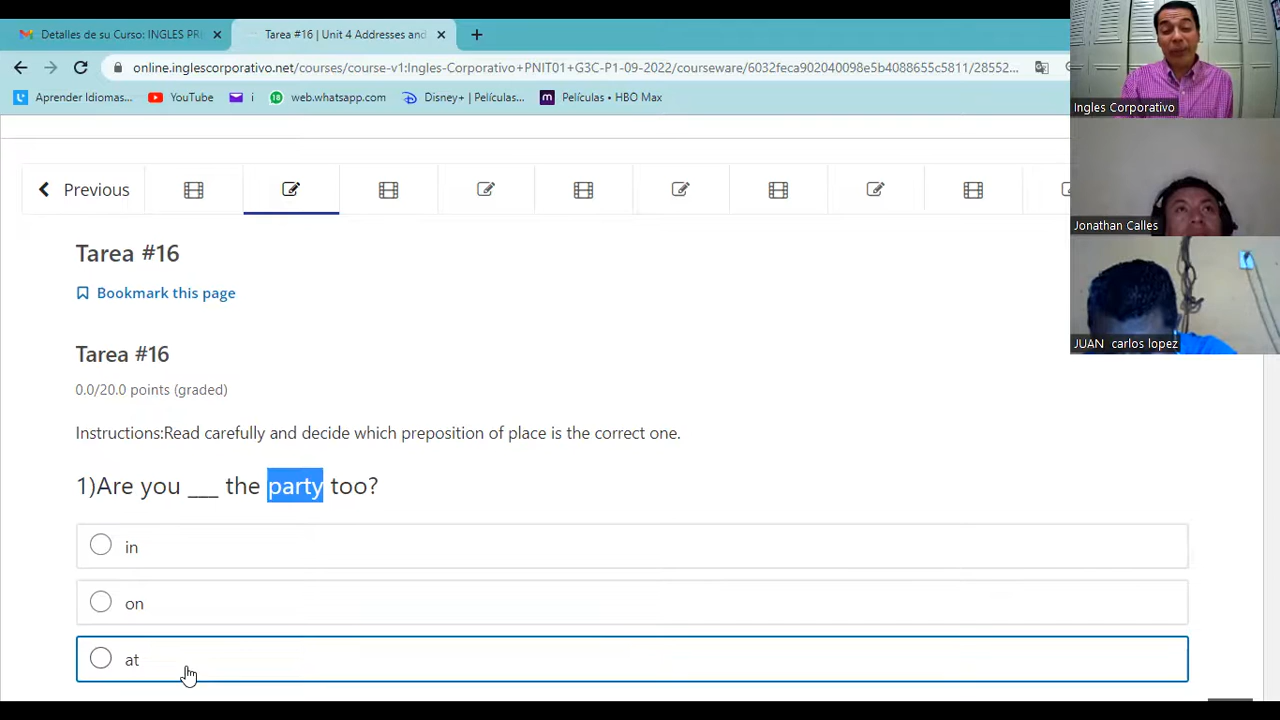 Detalles de su Curso: INGLES PR
Tarea #16 | Unit 4 Addresses and
online.inglescorporativo.net/courses/course-v1:Ingles-Corporativo+PNIT01+G3C-P1-09-2022/courseware/6032feca902040098e5b4088655c5811/28552...
Aprender Idiomas...
YouTube
i
web.whatsapp.com
Disney+ | Películas,...
Películas • HBO Max
Ingles Corporativo
Jonathan Calles
JUAN carlos lopez
Previous
Tarea #16
Bookmark this page
Tarea #16
0.0/20.0 points (graded)
Instructions:Read carefully and decide which preposition of place is the correct one.
1)Are you ___ the party too?
in
on
at